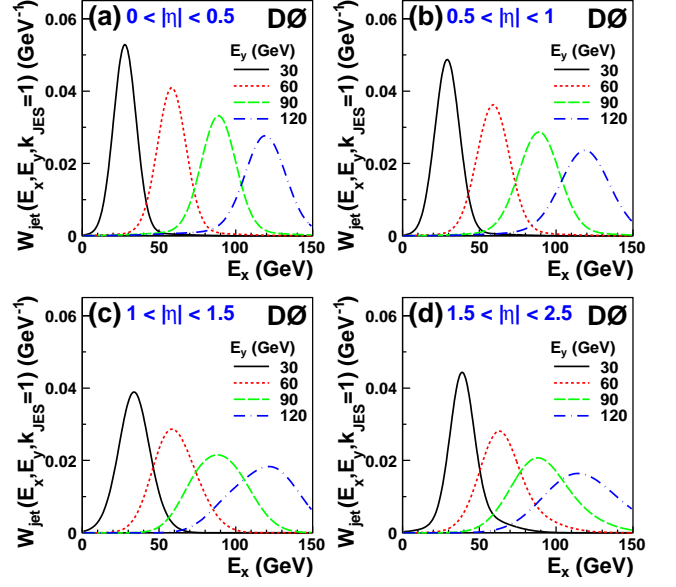 (a) 0 < |η| < 0.5 DØ
E_y (GeV)
30
60
90
120
W_jet(E_x,E_y,k_JES=1) (GeV⁻¹)
0.06
0.04
0.02
0
0 50 100 150
E_x (GeV)
(b) 0.5 < |η| < 1 DØ
E_y (GeV)
30
60
90
120
W_jet(E_x,E_y,k_JES=1) (GeV⁻¹)
0.06
0.04
0.02
0
0 50 100 150
E_x (GeV)
(c) 1 < |η| < 1.5 DØ
E_y (GeV)
30
60
90
120
W_jet(E_x,E_y,k_JES=1) (GeV⁻¹)
0.06
0.04
0.02
0
0 50 100 150
E_x (GeV)
(d) 1.5 < |η| < 2.5 DØ
E_y (GeV)
30
60
90
120
W_jet(E_x,E_y,k_JES=1) (GeV⁻¹)
0.06
0.04
0.02
0
0 50 100 150
E_x (GeV)